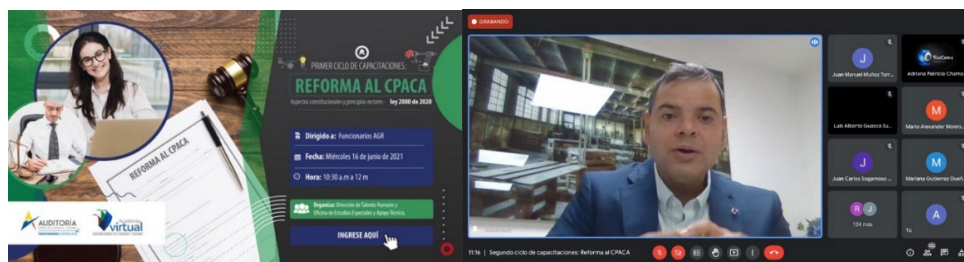 PRIMER CICLO DE CAPACITACIONES:
REFORMA AL CPACA
Aspectos constitucionales y principios rectores - ley 2080 de 2020
Dirigido a: Funcionarios AGR
Fecha: Miércoles 16 de junio de 2021
Hora: 10:30 a.m a 12 m
Organiza: Dirección de Talento Humano y
Oficina de Estudios Especiales y Apoyo Técnico.
INGRESE AQUÍ
REFORMA AL CPACA
AUDITORÍA
Academia
virtual
GRABANDO
J
Juan Manuel Muñoz Torr...
Adriana Patricia Chamo...
Luis Alberto Guasca Su...
M
Mario Alexander Monro...
J
Juan Carlos Sogamoso ...
M
Mariana Gutierrez Dueñ...
R J
124 más
A
Tú
11:16 | Segundo ciclo de capacitaciones: Reforma al CPACA